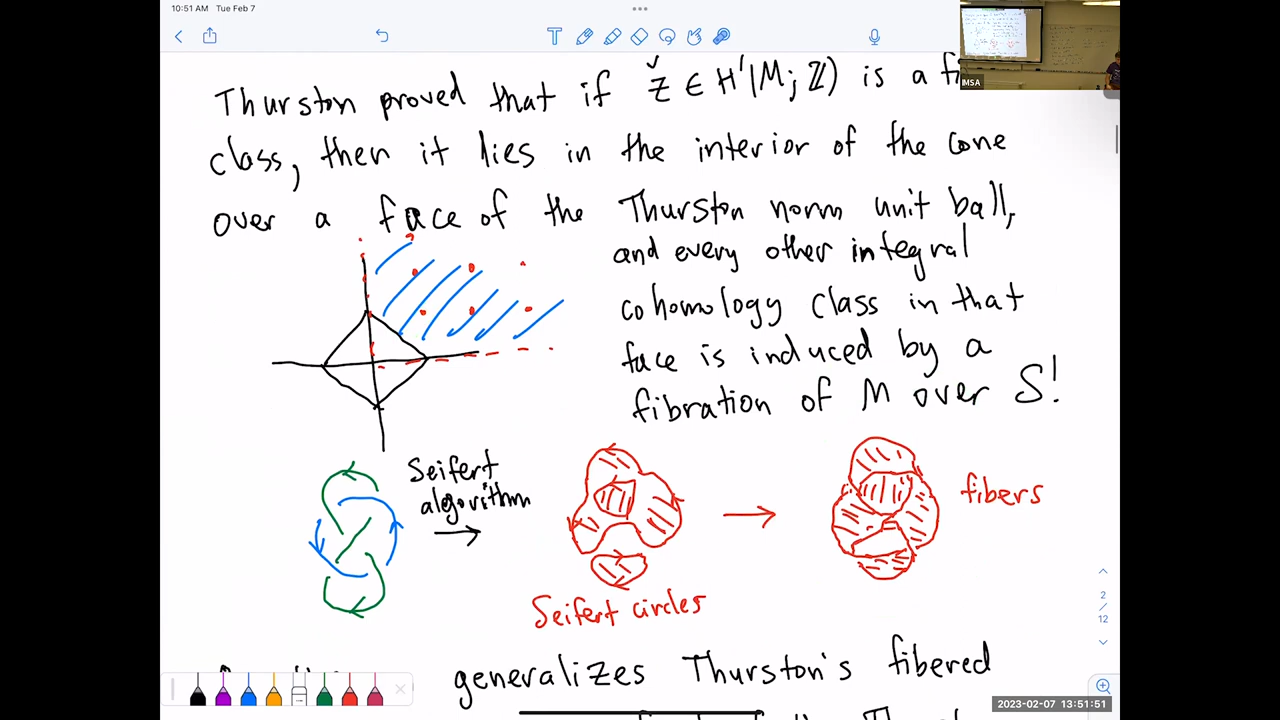 10:51 AM Tue Feb 7
Thurston proved that if ž ∈ H¹(M; ℤ) is a
class, then it lies in the interior of the cone
over a face of the Thurston norm unit ball,
and every other integral
cohomology class in that
face is induced by a
fibration of M over S¹.
Seifert
algorithm
fibers
Seifert circles
generalizes Thurston's fibered
IMSA
2
/
12
2023-02-07 13:51:51